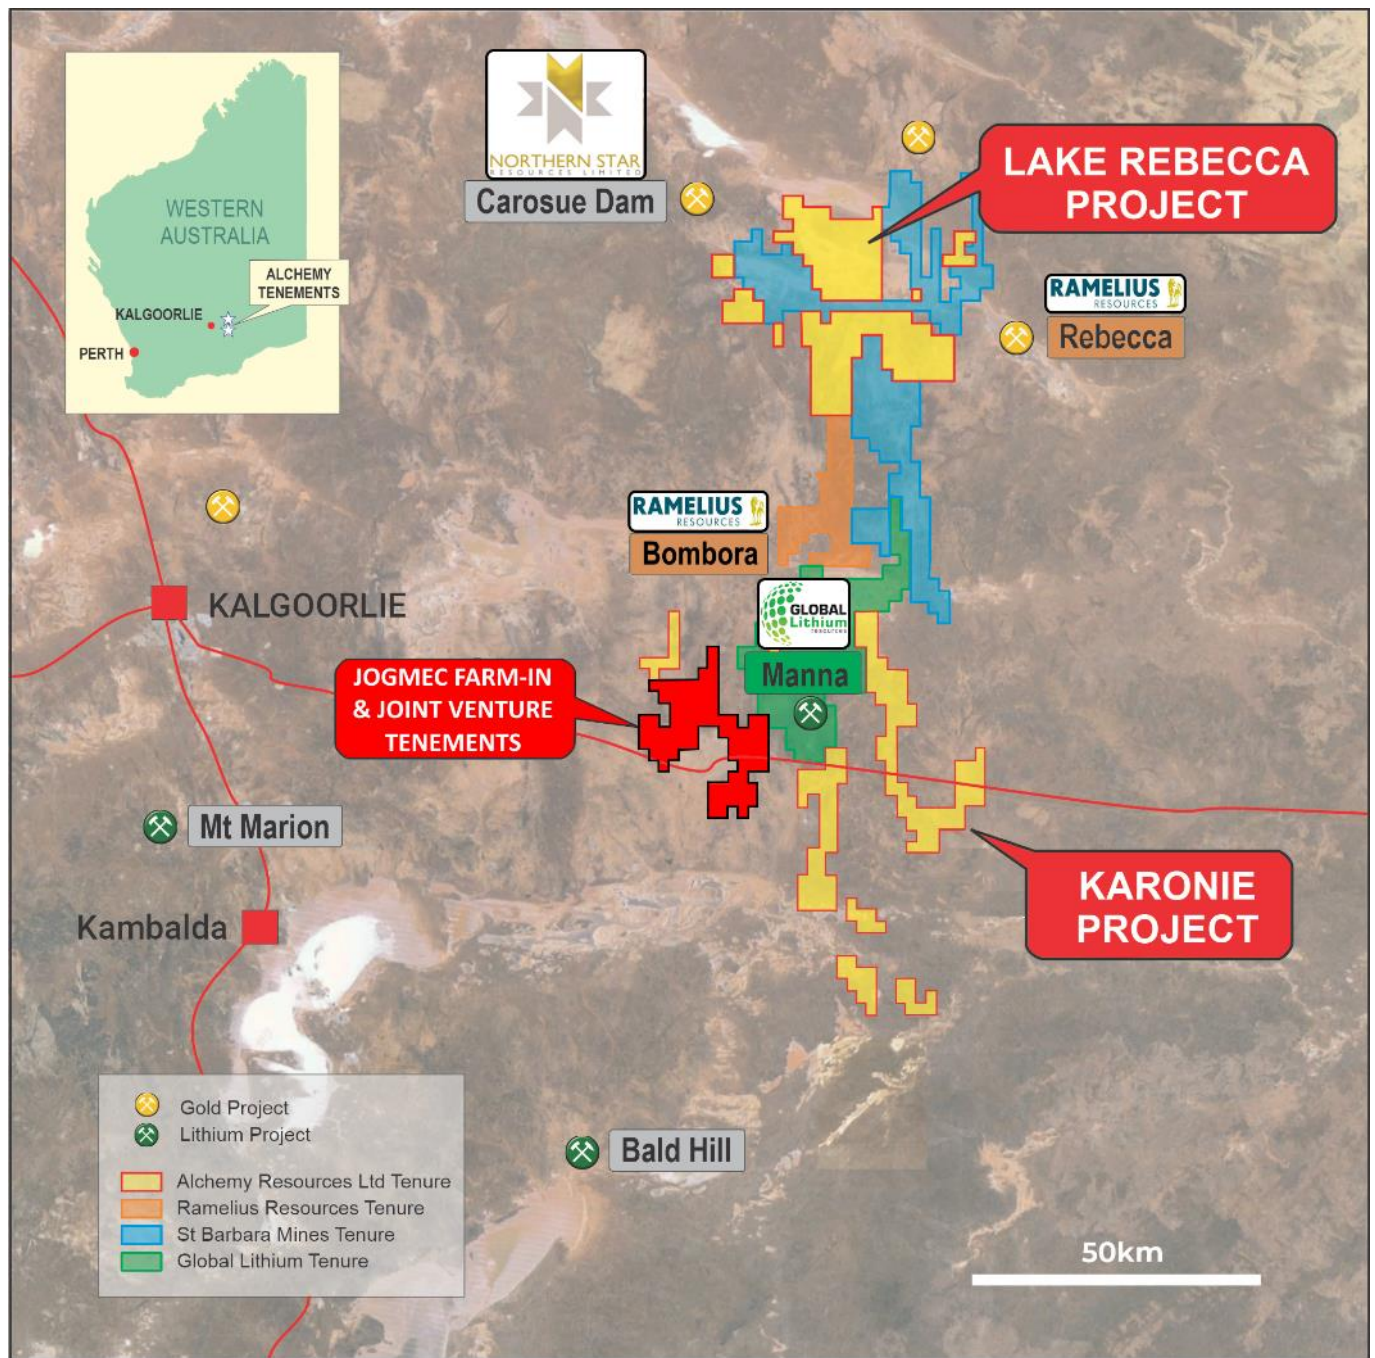 NORTHERN STAR
RESOURCES LIMITED
Carosue Dam
LAKE REBECCA
PROJECT
WESTERN
AUSTRALIA
ALCHEMY
TENEMENTS
KALGOORLIE
PERTH
RAMELIUS
RESOURCES
Rebecca
RAMELIUS
RESOURCES
Bombora
KALGOORLIE
GLOBAL
Lithium
Manna
JOGMEC FARM-IN
& JOINT VENTURE
TENEMENTS
Mt Marion
KARONIE
PROJECT
Kambalda
Gold Project
Lithium Project
Alchemy Resources Ltd Tenure
Ramelius Resources Tenure
St Barbara Mines Tenure
Global Lithium Tenure
Bald Hill
50km